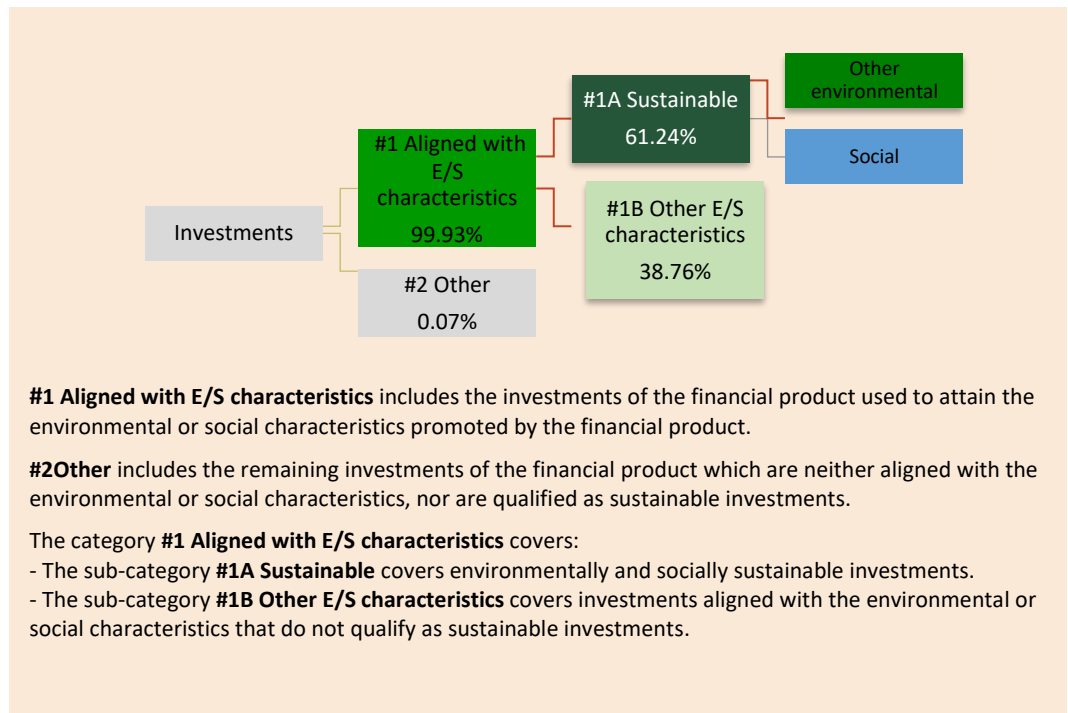 Investments
#1 Aligned with
E/S
characteristics
99.93%
#2 Other
0.07%
#1A Sustainable
61.24%
#1B Other E/S
characteristics
38.76%
Other
environmental
Social
#1 Aligned with E/S characteristics includes the investments of the financial product used to attain the
environmental or social characteristics promoted by the financial product.
#2Other includes the remaining investments of the financial product which are neither aligned with the
environmental or social characteristics, nor are qualified as sustainable investments.
The category #1 Aligned with E/S characteristics covers:
- The sub-category #1A Sustainable covers environmentally and socially sustainable investments.
- The sub-category #1B Other E/S characteristics covers investments aligned with the environmental or
social characteristics that do not qualify as sustainable investments.